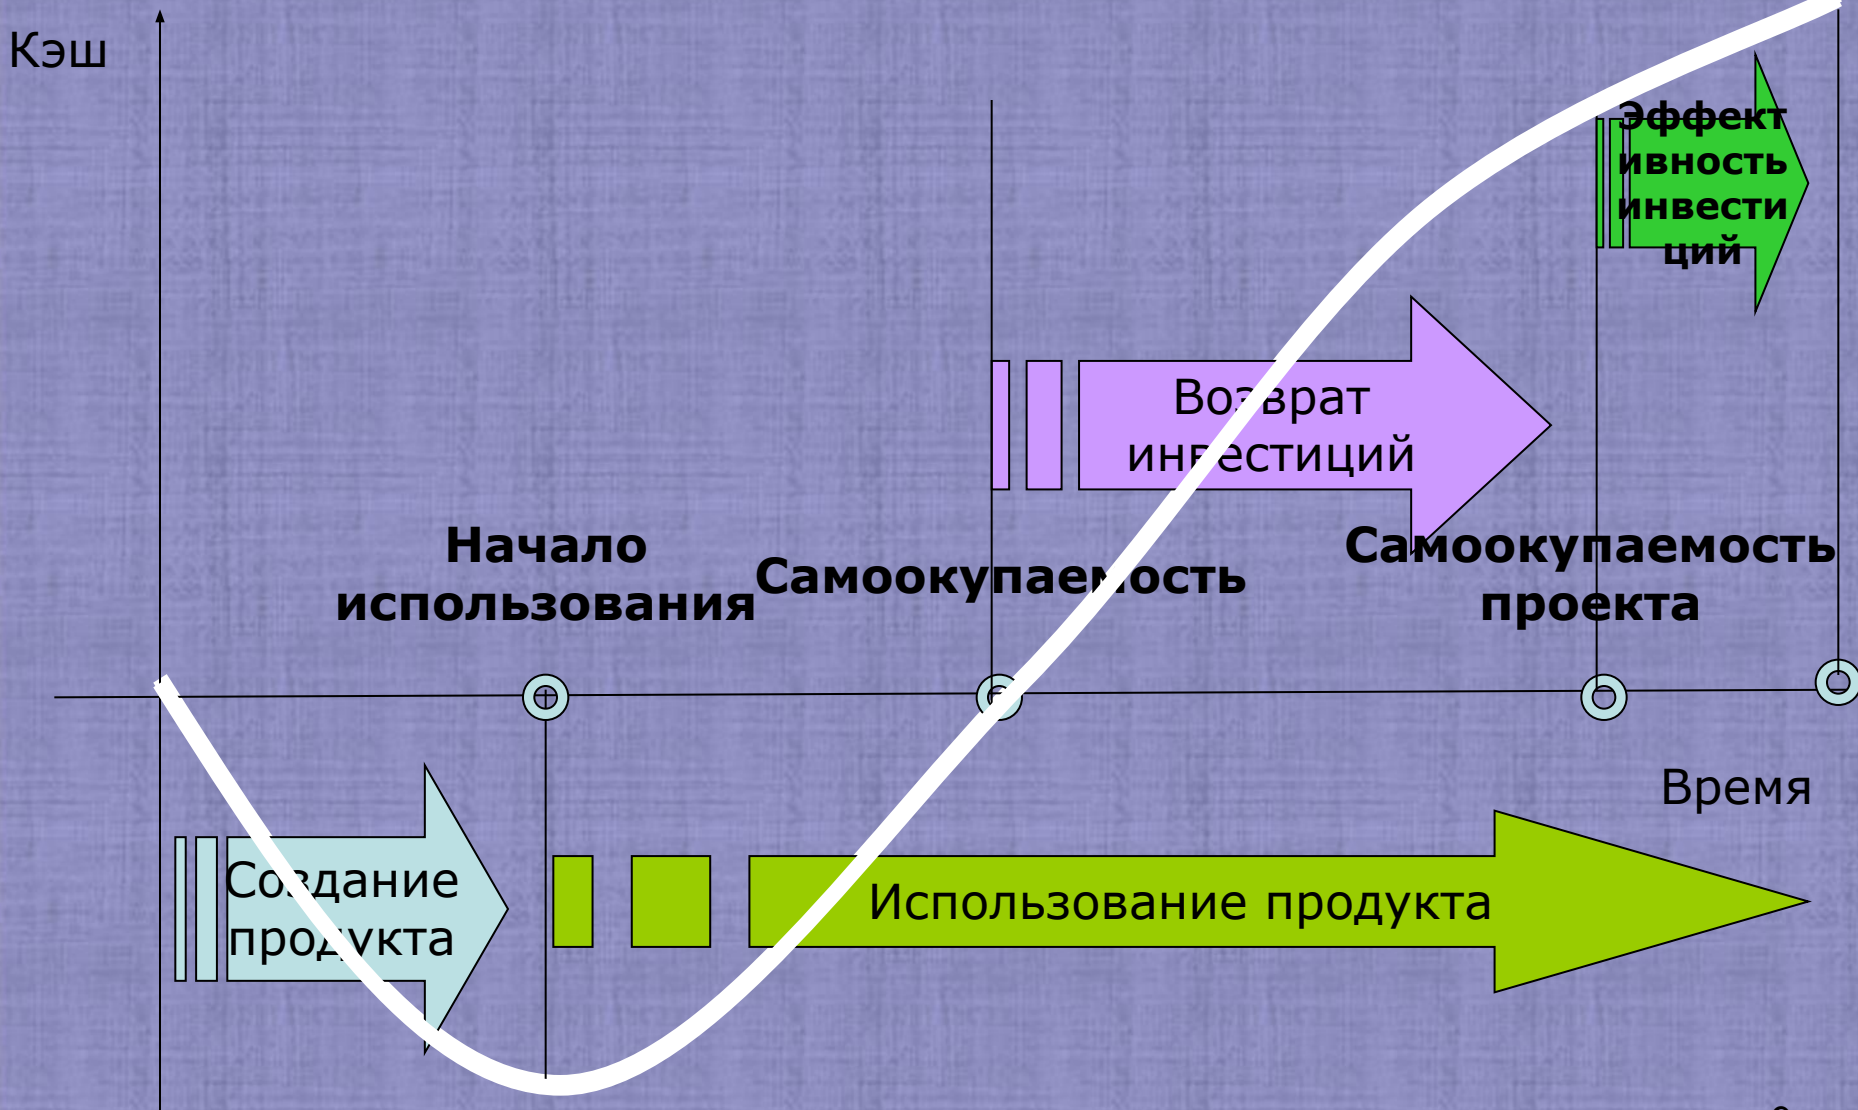 Кэш
Эффект
ивность
инвести
ций
Возврат
инвестиций
Начало
использования
Самоокупаемость
Самоокупаемость
проекта
Время
Создание
продукта
Использование продукта